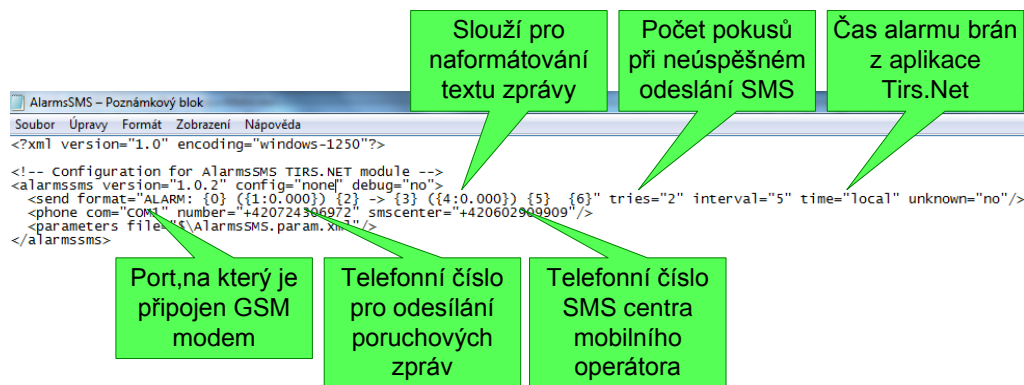 Slouží pro
naformátování
textu zprávy
Počet pokusů
při neúspěšném
odeslání SMS
Čas alarmu brán
z aplikace
Tirs.Net
AlarmsSMS – Poznámkový blok
Soubor Úpravy Formát Zobrazení Nápověda
<?xml version="1.0" encoding="windows-1250"?>
<!-- Configuration for AlarmsSMS TIRS.NET module -->
<alarmssms version="1.0.2" config="none" debug="no">
<send format="ALARM: {0} ({1:0.000}) {2} -> {3} ({4:0.000}) {5} {6}" tries="2" interval="5" time="local" unknown="no"/>
<phone com="COM1" number="+420724306972" smscenter="+420602909909"/>
<parameters file="$\AlarmsSMS.param.xml"/>
</alarmssms>
Port,na který je
připojen GSM
modem
Telefonní číslo
pro odesílání
poruchových
zpráv
Telefonní číslo
SMS centra
mobilního
operátora